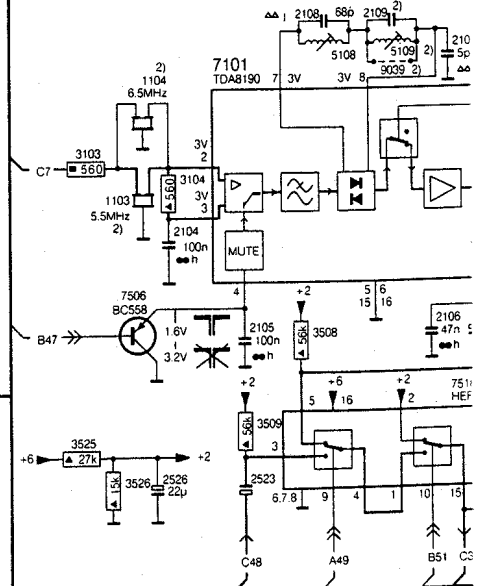 2108 68p 2109 2)
5108
5109 2)
5p
9039 2)
7101
TDA8190
7 3V
3V 8
2)
1104
6.5MHz
3V
2
3103
C7 560
3104
560
3V
3
1103
5.5MHz
2)
2104
100n
h
MUTE
4
5 6
15 16
7506
BC558
+2
1.6V
2105
100n
h
3508
56k
2106
47n
h
B47
3.2V
+2
+6
+2
5
16
2
3509
56k
3
3525
+6 27k +2
3526
15k
2526
22µ
2523
6.7.8
9
4
1
10
15
C48
A49
B51